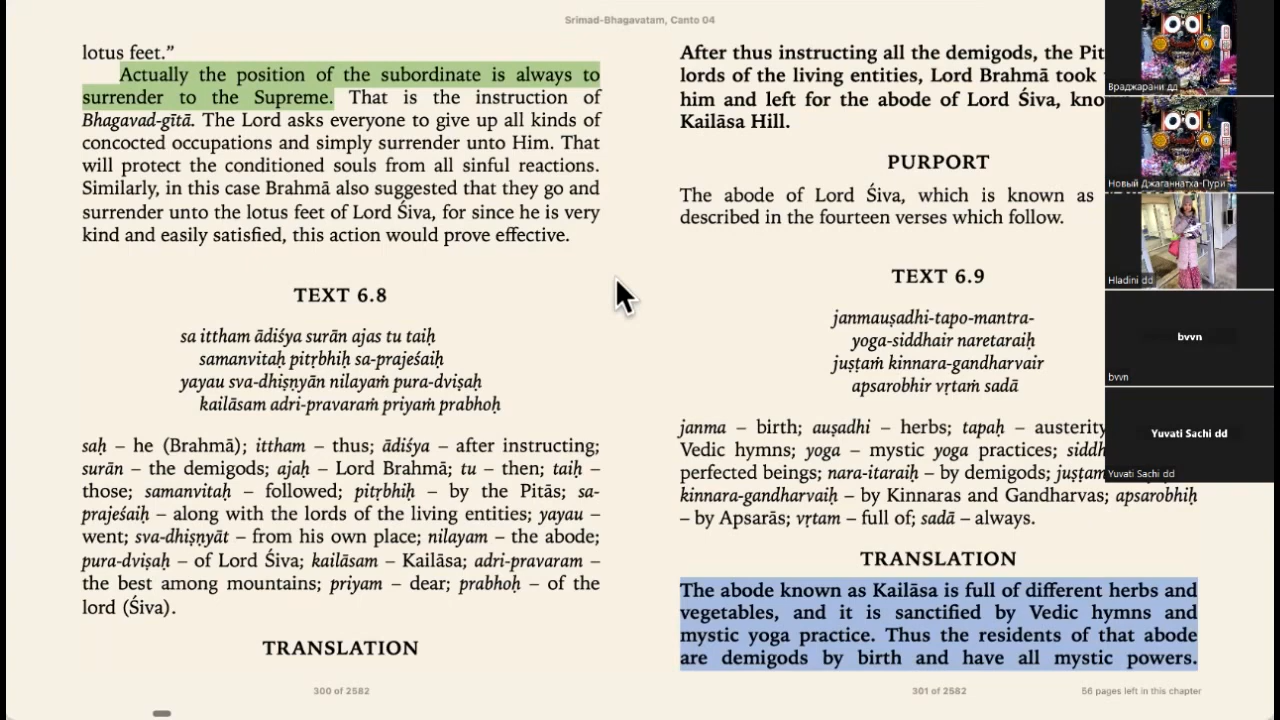 Srimad-Bhagavatam, Canto 04
lotus feet.”
Actually the position of the subordinate is always to
surrender to the Supreme. That is the instruction of
Bhagavad-gītā. The Lord asks everyone to give up all kinds of
concocted occupations and simply surrender unto Him. That
will protect the conditioned souls from all sinful reactions.
Similarly, in this case Brahmā also suggested that they go and
surrender unto the lotus feet of Lord Śiva, for since he is very
kind and easily satisfied, this action would prove effective.
TEXT 6.8
sa ittham ādiśya surān ajas tu taiḥ
samanvitaḥ pitṛbhiḥ sa-prajeśaiḥ
yayau sva-dhiṣṇyān nilayaṁ pura-dviṣaḥ
kailāsam adri-pravaraṁ priyaṁ prabhoḥ
saḥ – he (Brahmā); ittham – thus; ādiśya – after instructing;
surān – the demigods; ajaḥ – Lord Brahmā; tu – then; taiḥ –
those; samanvitaḥ – followed; pitṛbhiḥ – by the Pitās; sa-
prajeśaiḥ – along with the lords of the living entities; yayau –
went; sva-dhiṣṇyāt – from his own place; nilayam – the abode;
pura-dviṣaḥ – of Lord Śiva; kailāsam – Kailāsa; adri-pravaram –
the best among mountains; priyam – dear; prabhoḥ – of the
lord (Śiva).
TRANSLATION
300 of 2582
After thus instructing all the demigods, the Pit
lords of the living entities, Lord Brahmā took
him and left for the abode of Lord Śiva, kno
Kailāsa Hill.
PURPORT
The abode of Lord Śiva, which is known as
described in the fourteen verses which follow.
TEXT 6.9
janmauṣadhi-tapo-mantra-
yoga-siddhair naretaraiḥ
juṣṭaṁ kinnara-gandharvair
apsarobhir vṛtaṁ sadā
janma – birth; auṣadhi – herbs; tapaḥ – austerity
Vedic hymns; yoga – mystic yoga practices; siddh
perfected beings; nara-itaraiḥ – by demigods; juṣṭam
kinnara-gandharvaiḥ – by Kinnaras and Gandharvas; apsarobhiḥ
– by Apsarās; vṛtam – full of; sadā – always.
TRANSLATION
The abode known as Kailāsa is full of different herbs and
vegetables, and it is sanctified by Vedic hymns and
mystic yoga practice. Thus the residents of that abode
are demigods by birth and have all mystic powers.
301 of 2582
56 pages left in this chapter
Враджарани дд
Новый Джаганнатха-Пури
Hladini dd
bvvn
bvvn
Yuvati Sachi dd
Yuvati Sachi dd